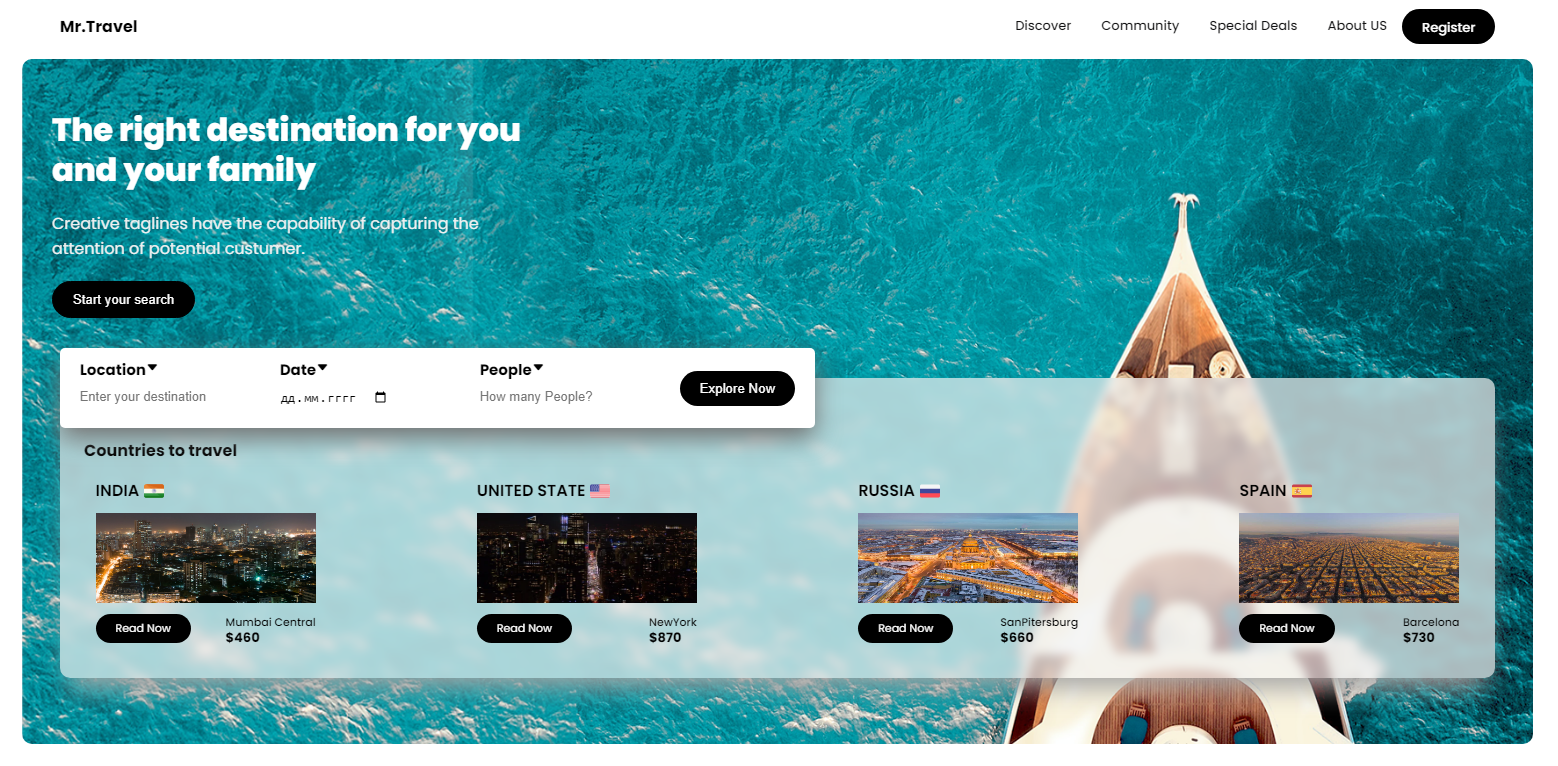 Mr.Travel
Discover Community Special Deals About US Register
The right destination for you
and your family
Creative taglines have the capability of capturing the
attention of potential custumer.
Start your search
Location Date People
Enter your destination дд.мм.гггг How many People? Explore Now
Countries to travel
INDIA UNITED STATE RUSSIA SPAIN
Read Now Mumbai Central Read Now NewYork Read Now SanPitersburg Read Now Barcelona
$460 $870 $660 $730